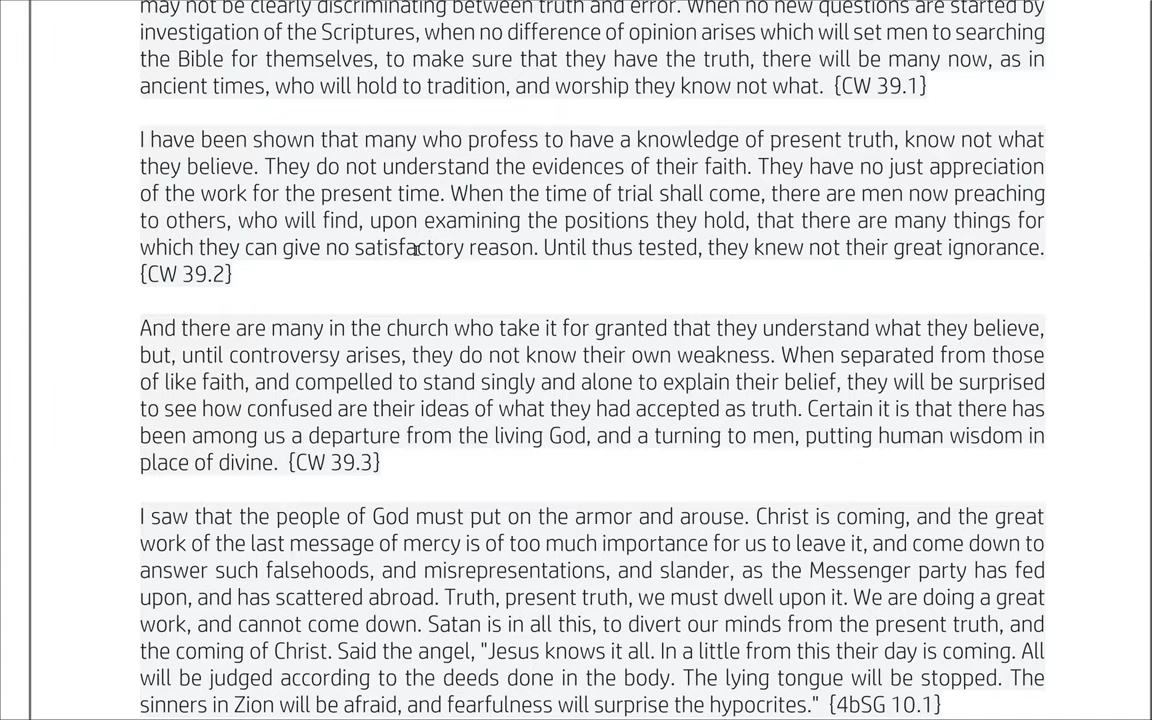 may not be clearly discriminating between truth and error. When no new questions are started by
investigation of the Scriptures, when no difference of opinion arises which will set men to searching
the Bible for themselves, to make sure that they have the truth, there will be many now, as in
ancient times, who will hold to tradition, and worship they know not what. {CW 39.1}
I have been shown that many who profess to have a knowledge of present truth, know not what
they believe. They do not understand the evidences of their faith. They have no just appreciation
of the work for the present time. When the time of trial shall come, there are men now preaching
to others, who will find, upon examining the positions they hold, that there are many things for
which they can give no satisfactory reason. Until thus tested, they knew not their great ignorance.
{CW 39.2}
And there are many in the church who take it for granted that they understand what they believe,
but, until controversy arises, they do not know their own weakness. When separated from those
of like faith, and compelled to stand singly and alone to explain their belief, they will be surprised
to see how confused are their ideas of what they had accepted as truth. Certain it is that there has
been among us a departure from the living God, and a turning to men, putting human wisdom in
place of divine. {CW 39.3}
I saw that the people of God must put on the armor and arouse. Christ is coming, and the great
work of the last message of mercy is of too much importance for us to leave it, and come down to
answer such falsehoods, and misrepresentations, and slander, as the Messenger party has fed
upon, and has scattered abroad. Truth, present truth, we must dwell upon it. We are doing a great
work, and cannot come down. Satan is in all this, to divert our minds from the present truth, and
the coming of Christ. Said the angel, "Jesus knows it all. In a little from this their day is coming. All
will be judged according to the deeds done in the body. The lying tongue will be stopped. The
sinners in Zion will be afraid, and fearfulness will surprise the hypocrites." {4bSG 10.1}